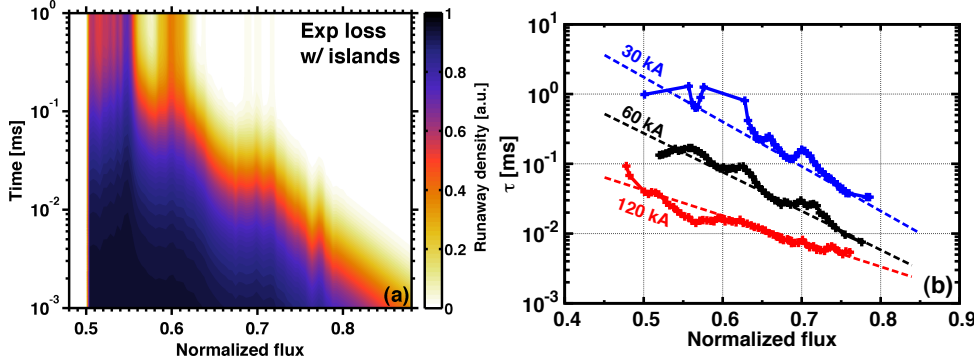 Exp loss
w/ islands
(a)
Time [ms]
10^0
10^-1
10^-2
10^-3
0.5 0.6 0.7 0.8
Normalized flux
1
0.8
0.6
0.4
0.2
0
Runaway density [a.u.]
(b)
τ [ms]
10^1
10^0
10^-1
10^-2
10^-3
30 kA
60 kA
120 kA
0.4 0.5 0.6 0.7 0.8 0.9
Normalized flux